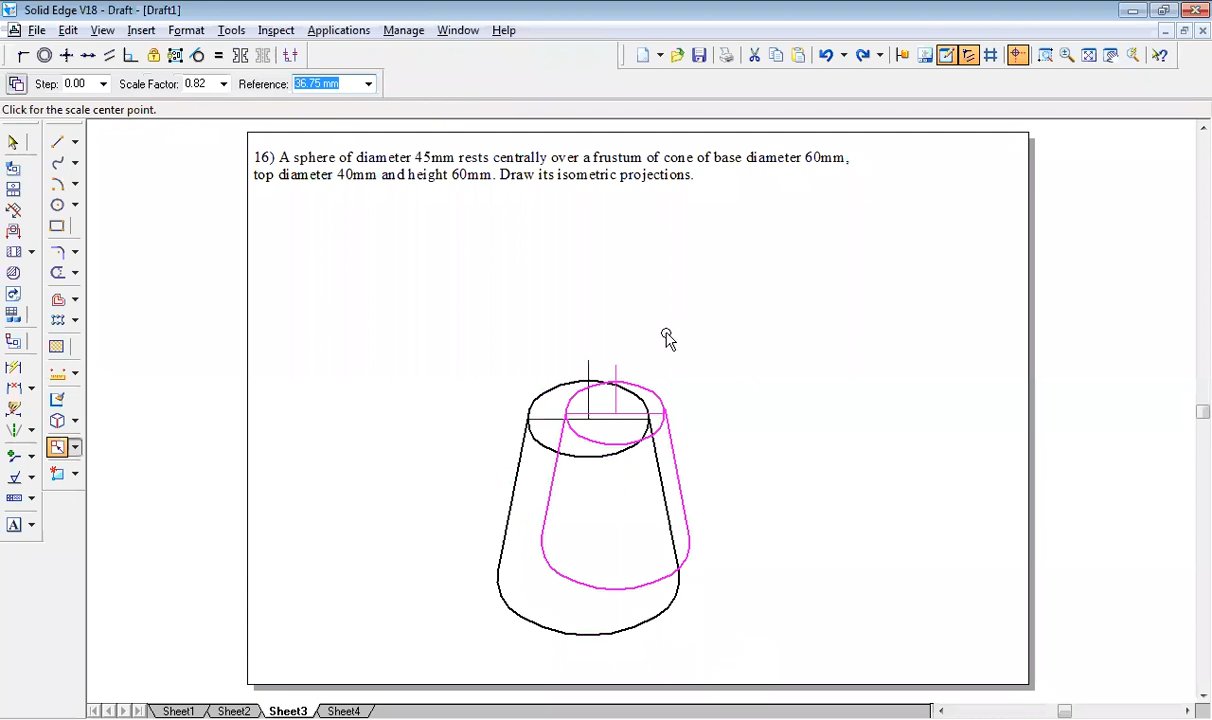 Solid Edge V18 - Draft - [Draft1]
File Edit View Insert Format Tools Inspect Applications Manage Window Help
Step: 0.00 Scale Factor: 0.82 Reference: 36.75 mm
Click for the scale center point.
16) A sphere of diameter 45mm rests centrally over a frustum of cone of base diameter 60mm,
top diameter 40mm and height 60mm. Draw its isometric projections.
A
Sheet1 Sheet2 Sheet3 Sheet4